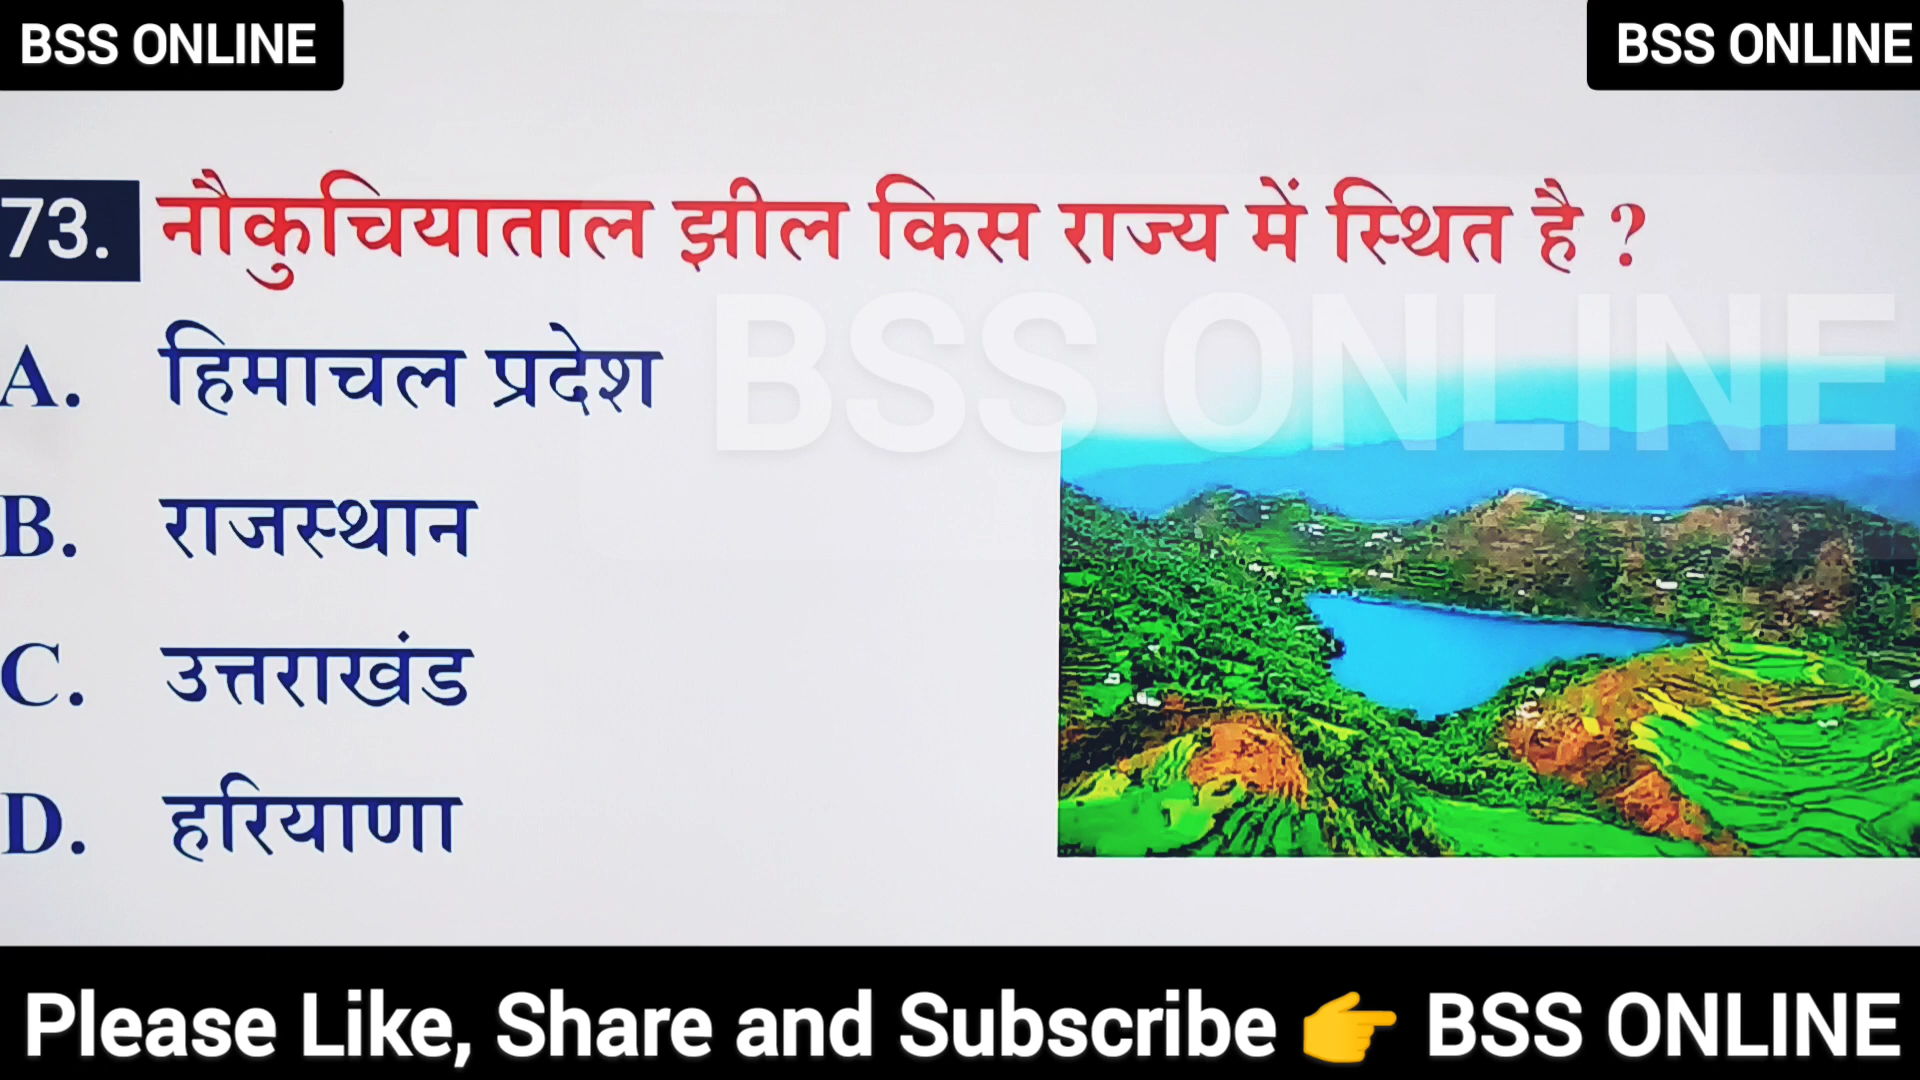 BSS ONLINE
BSS ONLINE
73. नौकुचियाताल झील किस राज्य में स्थित है ?
BSS ONLINE
A. हिमाचल प्रदेश
B. राजस्थान
C. उत्तराखंड
D. हरियाणा
Please Like, Share and Subscribe 👉 BSS ONLINE